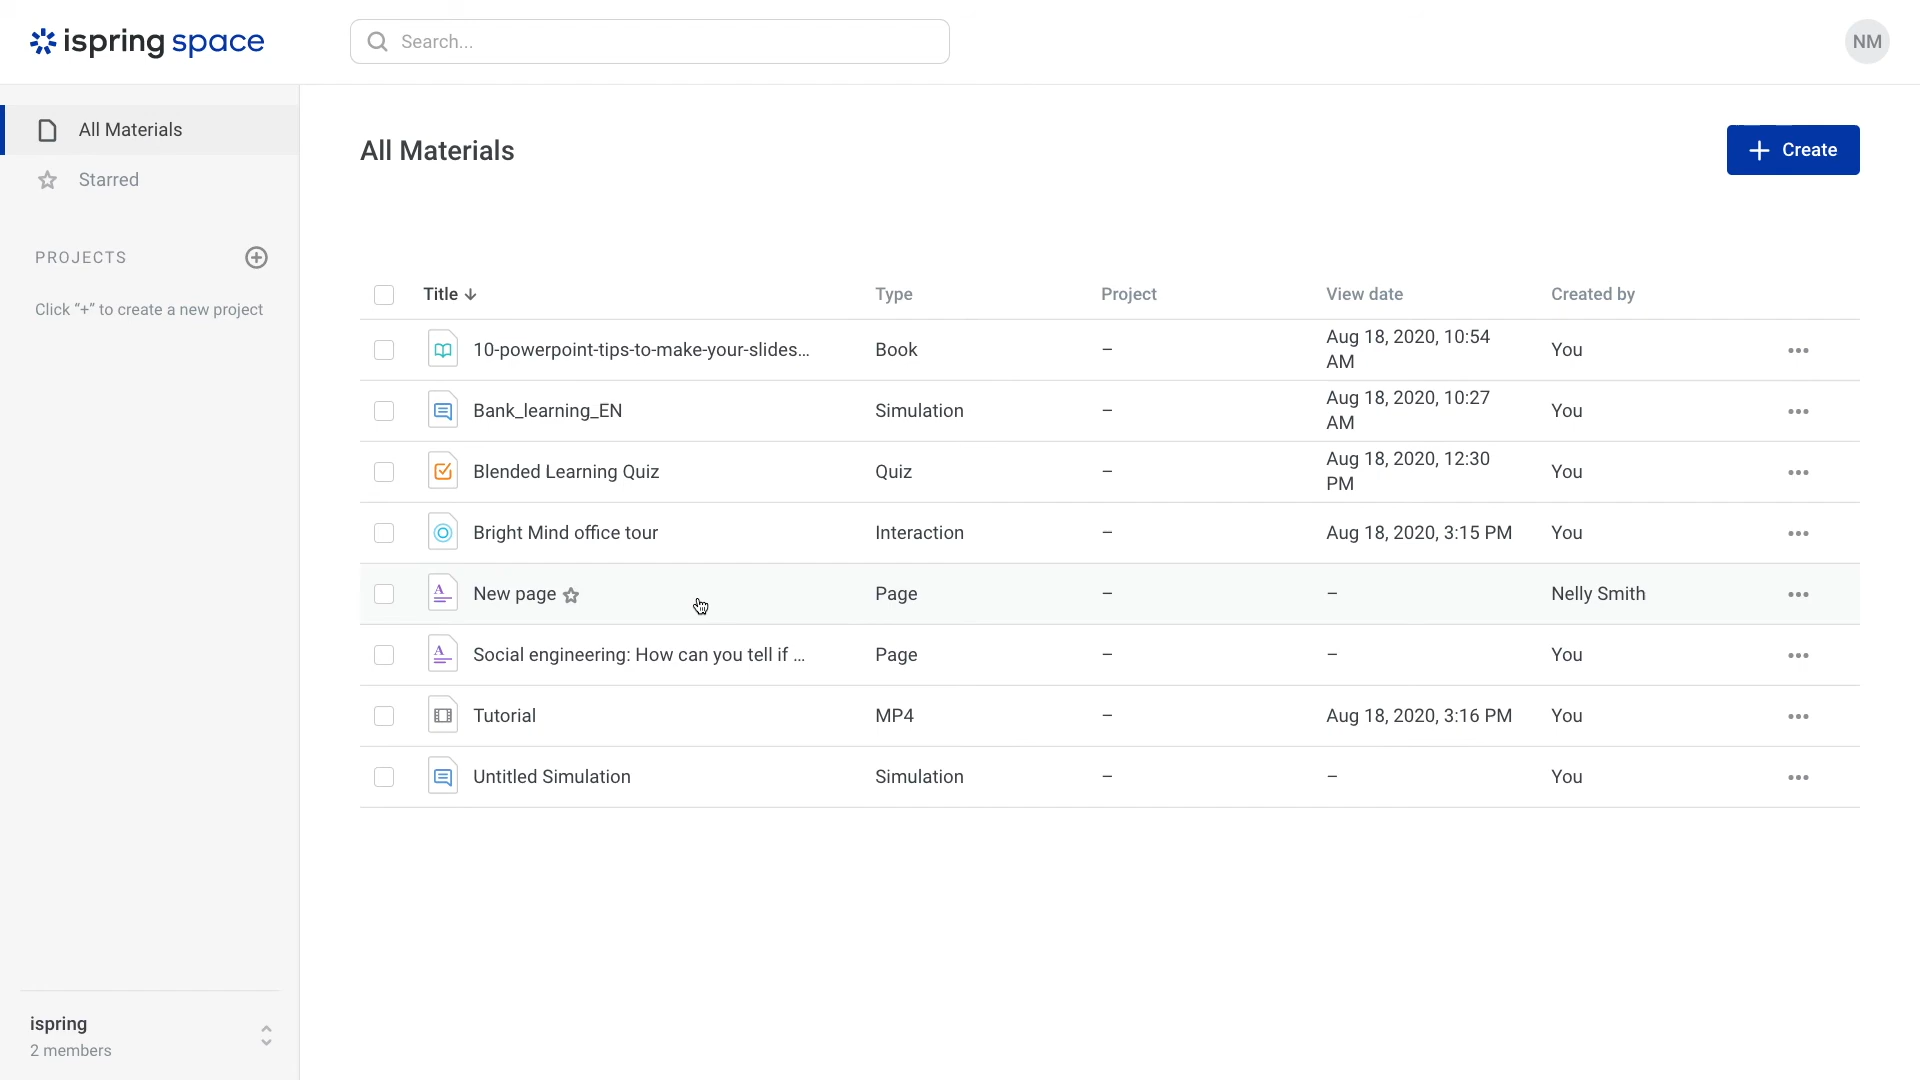 ispring space
Search...
NM
All Materials
Starred
PROJECTS
Click “+” to create a new project
ispring
2 members
All Materials
Create
Title Type Project View date Created by
10-powerpoint-tips-to-make-your-slides... Book – Aug 18, 2020, 10:54 AM You
Bank_learning_EN Simulation – Aug 18, 2020, 10:27 AM You
Blended Learning Quiz Quiz – Aug 18, 2020, 12:30 PM You
Bright Mind office tour Interaction – Aug 18, 2020, 3:15 PM You
New page Page – – Nelly Smith
Social engineering: How can you tell if ... Page – – You
Tutorial MP4 – Aug 18, 2020, 3:16 PM You
Untitled Simulation Simulation – – You